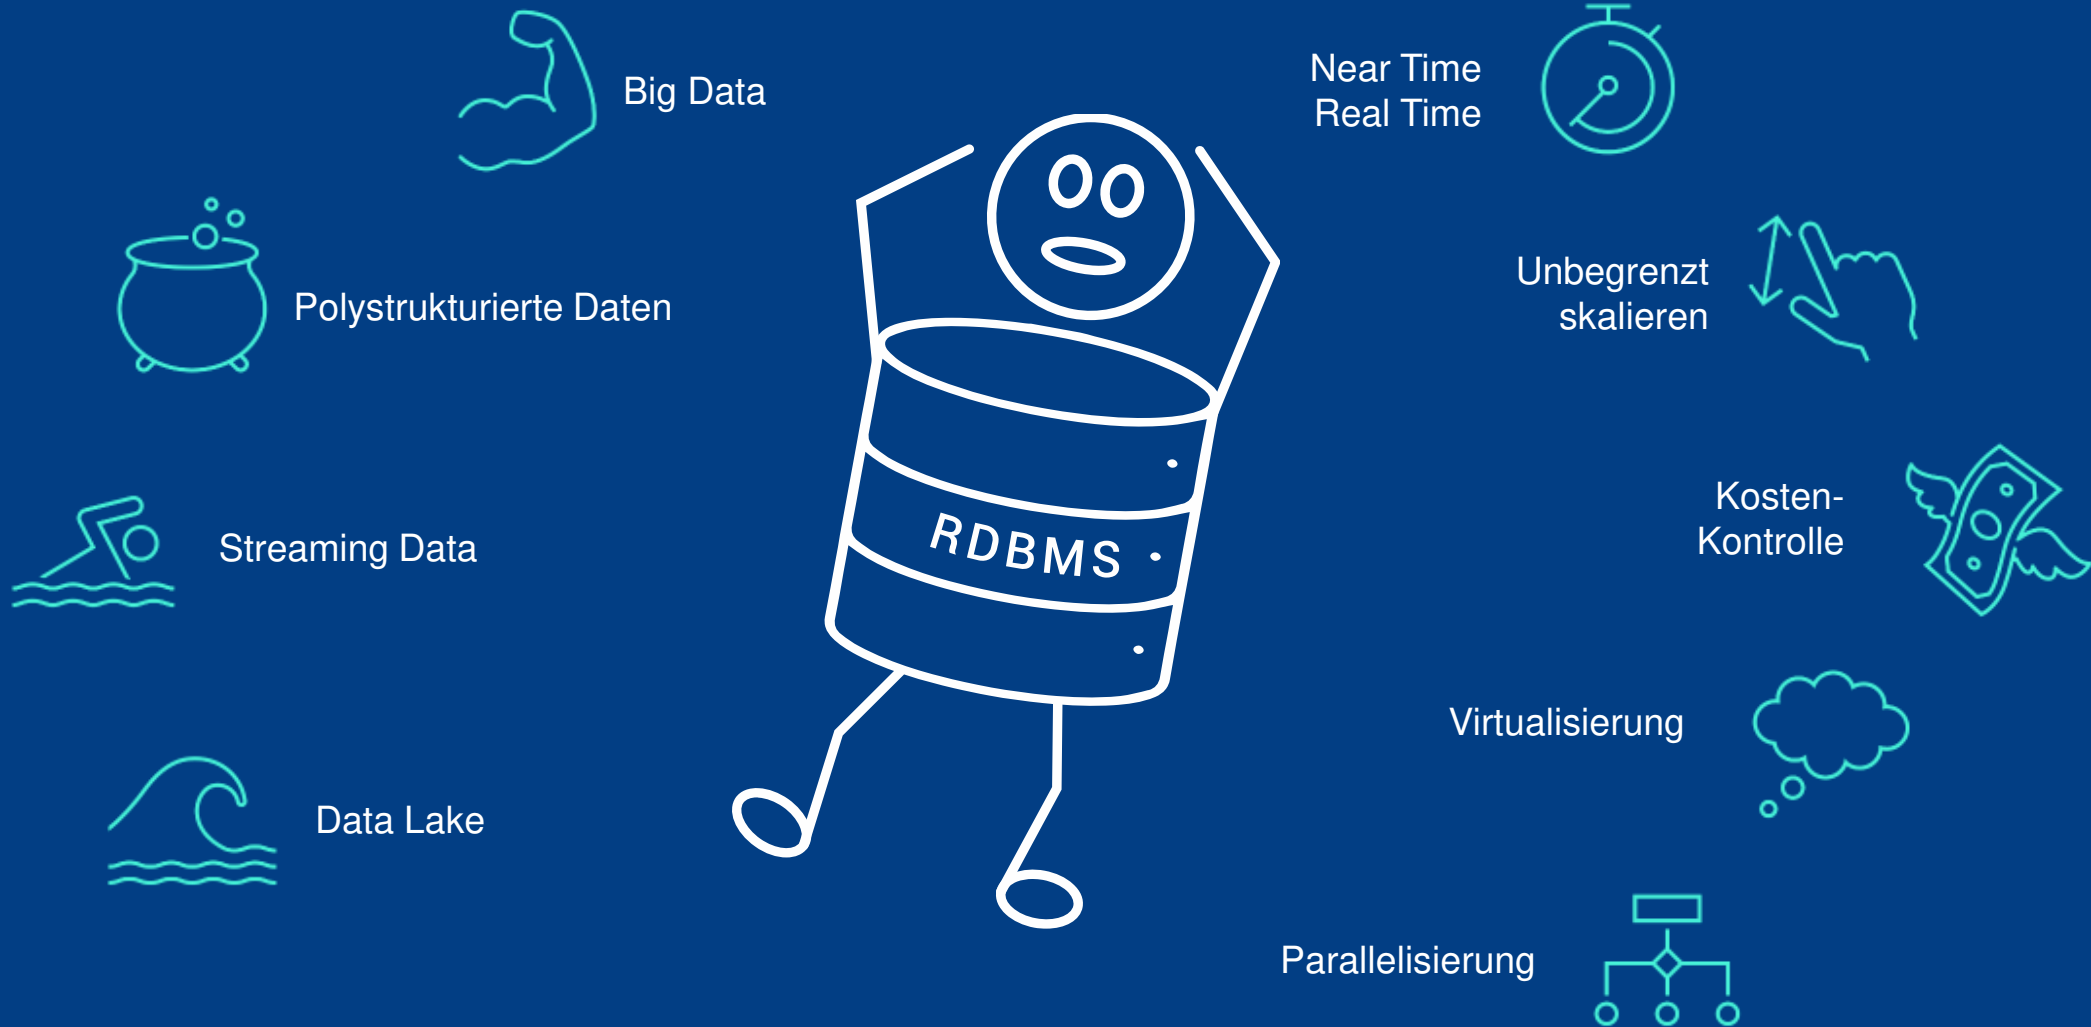 Big Data
Near Time
Real Time
Polystrukturierte Daten
Unbegrenzt
skalieren
Streaming Data
RDBMS
Kosten-
Kontrolle
Virtualisierung
Data Lake
Parallelisierung